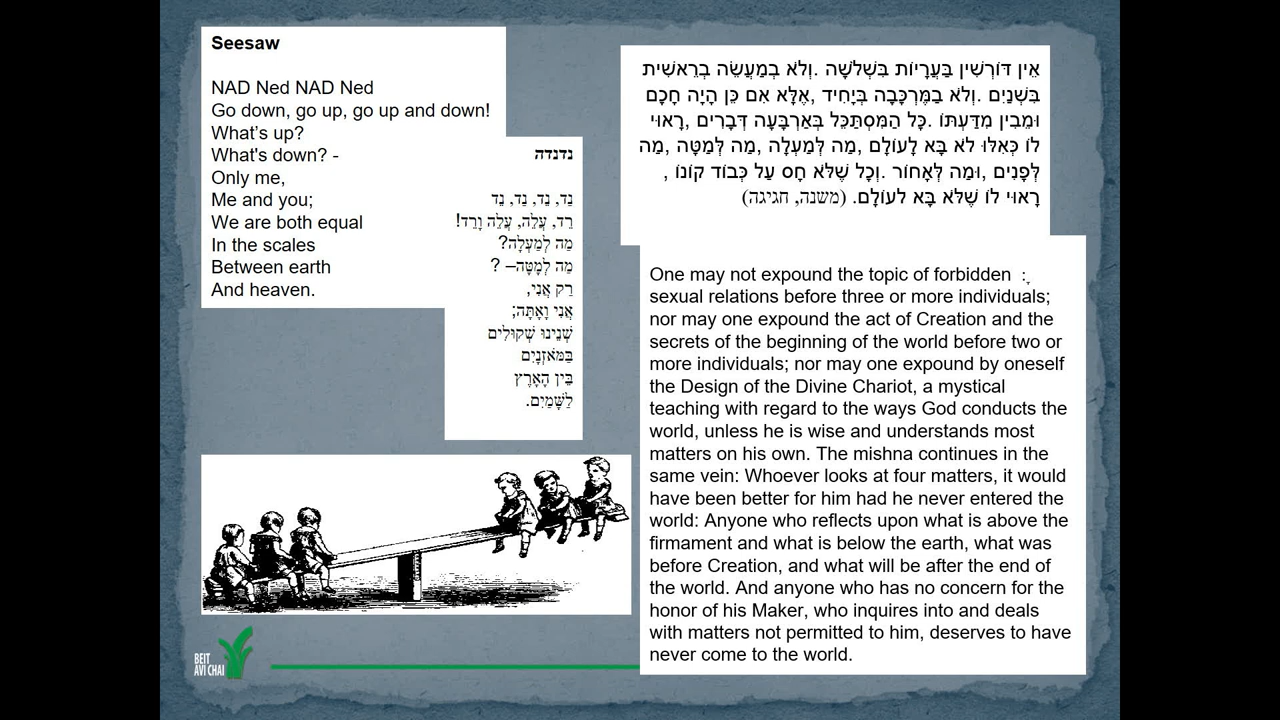 Seesaw
NAD Ned NAD Ned
Go down, go up, go up and down!
What's up?
What's down? -
Only me,
Me and you;
We are both equal
In the scales
Between earth
And heaven.
נדנדה
נַד, נֵד, נַד, נֵד
רֵד, עֲלֵה, עֲלֵה וָרֵד!
מַה לְמַעְלָה?
מַה לְמָטָּה– ?
רַק אֲנִי,
אֲנִי וָאַתָּה;
שְׁנֵינוּ שְׁקוּלִים
בַּמֹּאזְנַיִם
בֵּין הָאָרֶץ
לַשָּׁמַיִם.
אֵין דּוֹרְשִׁין בַּעֲרָיוֹת בִּשְׁלֹשָׁה .וְלֹא בְמַעֲשֵׂה בְרֵאשִׁית
בִּשְׁנַיִם .וְלֹא בַמֶּרְכָּבָה בְּיָחִיד ,אֶלָּא אִם כֵּן הָיָה חָכָם
וּמֵבִין מִדַּעְתּוֹ .כָּל הַמִּסְתַּכֵּל בְּאַרְבָּעָה דְּבָרִים ,רָאוּי
לוֹ כְּאִלּוּ לֹא בָּא לָעוֹלָם ,מַה לְּמַעְלָה ,מַה לְּמַטָּה ,מַה
לְּפָנִים ,וּמַה לְּאָחוֹר .וְכָל שֶׁלֹּא חָס עַל כְּבוֹד קוֹנוֹ ,
רָאוּי לוֹ שֶׁלֹּא בָּא לעוֹלָם. (משנה, חגיגה)
One may not expound the topic of forbidden :
sexual relations before three or more individuals;
nor may one expound the act of Creation and the
secrets of the beginning of the world before two or
more individuals; nor may one expound by oneself
the Design of the Divine Chariot, a mystical
teaching with regard to the ways God conducts the
world, unless he is wise and understands most
matters on his own. The mishna continues in the
same vein: Whoever looks at four matters, it would
have been better for him had he never entered the
world: Anyone who reflects upon what is above the
firmament and what is below the earth, what was
before Creation, and what will be after the end of
the world. And anyone who has no concern for the
honor of his Maker, who inquires into and deals
with matters not permitted to him, deserves to have
never come to the world.
BEIT
AVI CHAI